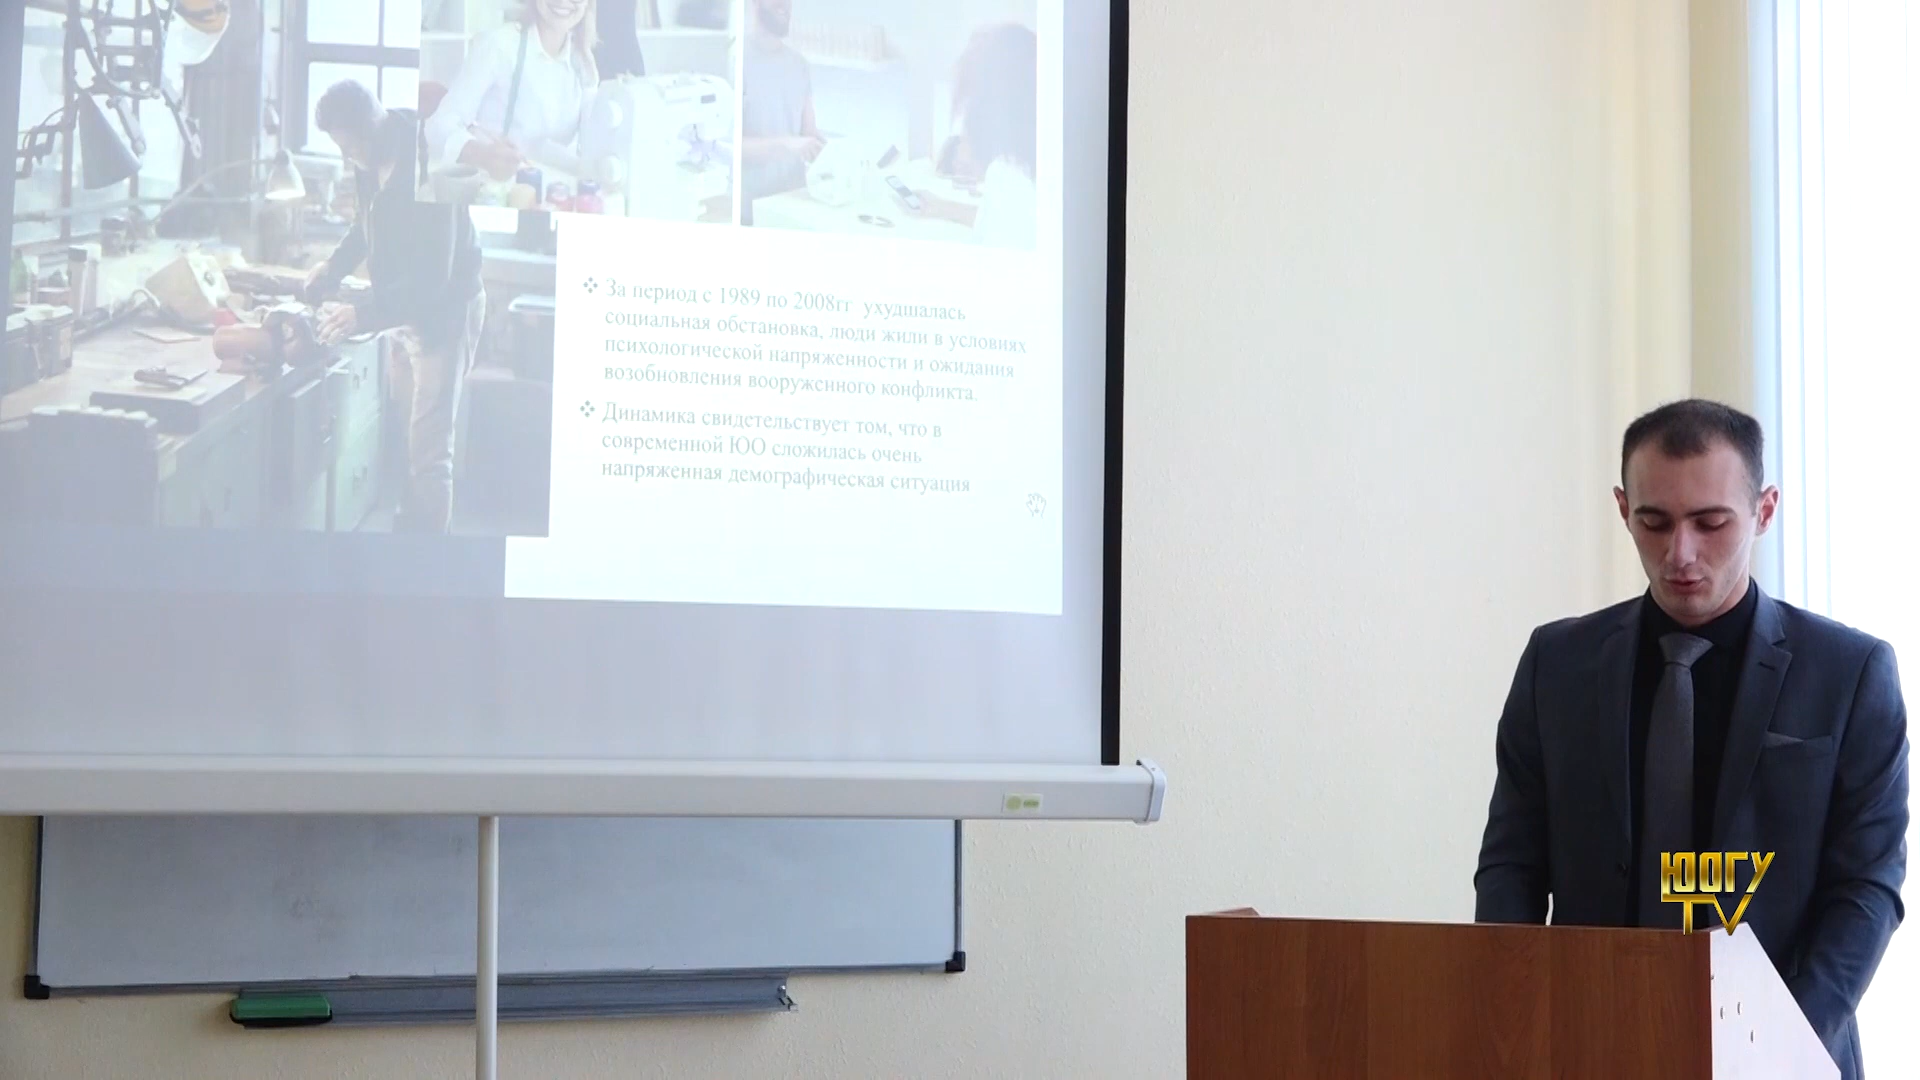 За период с 1989 по 2008гг ухудшалась
социальная обстановка, люди жили в условиях
психологической напряженности и ожидания
возобновления вооруженного конфликта.
Динамика свидетельствует том, что в
современной ЮО сложилась очень
напряженная демографическая ситуация
ЮОГУ
TV